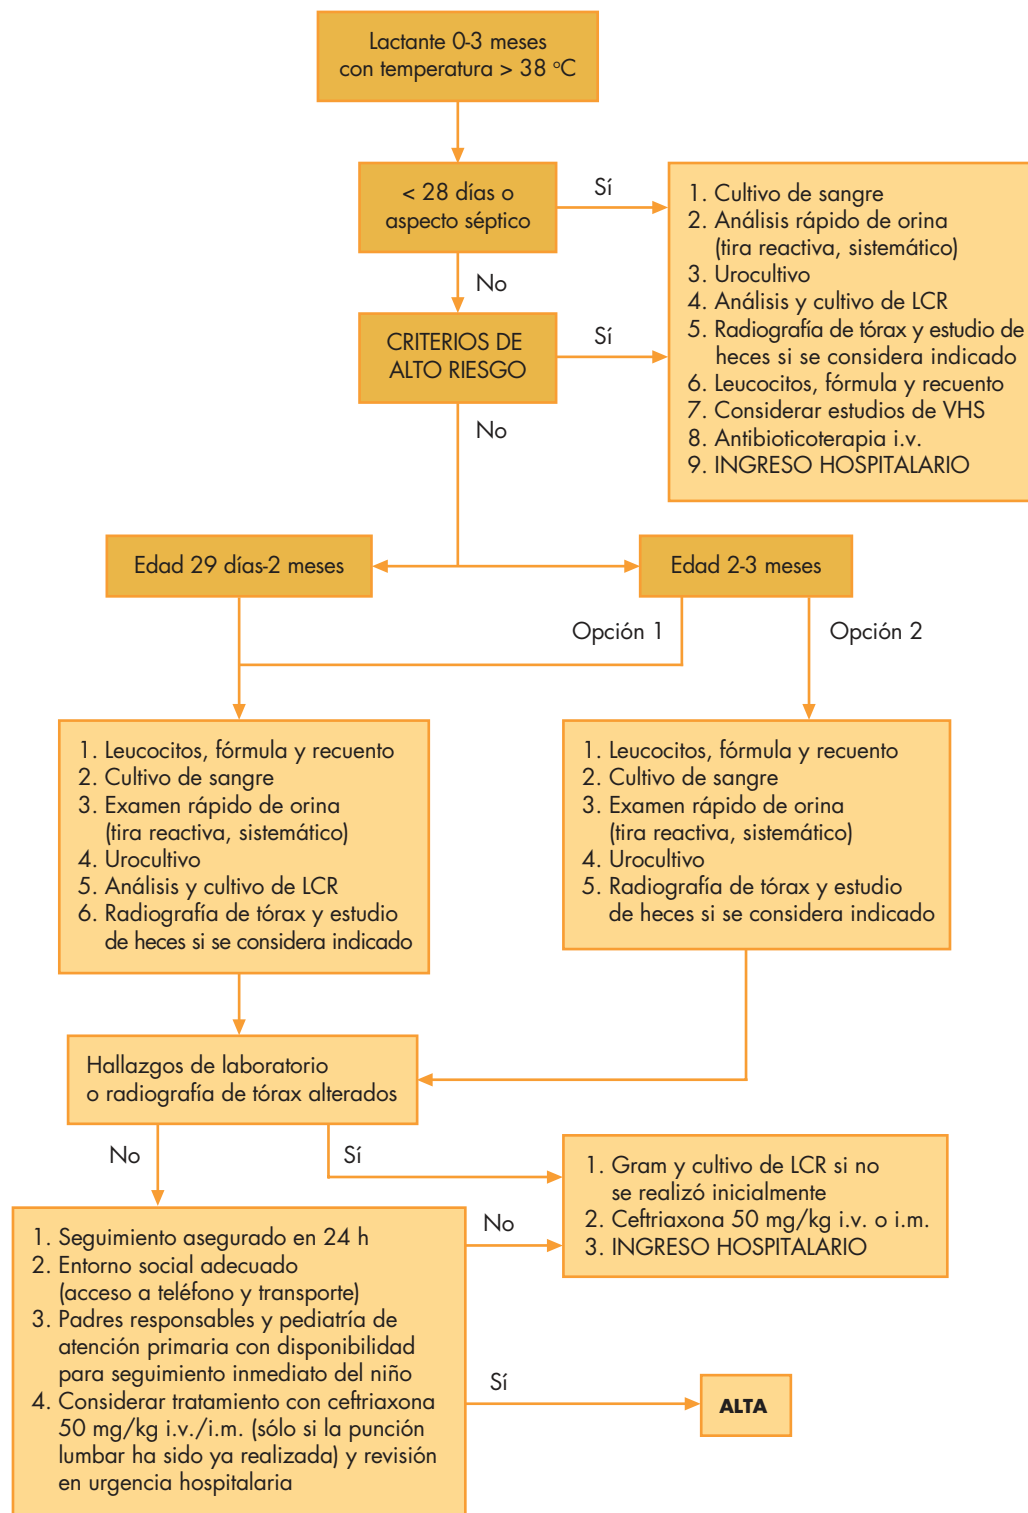 Lactante 0-3 meses
con temperatura > 38 ºC
< 28 días o
aspecto séptico
Sí
No
1. Cultivo de sangre
2. Análisis rápido de orina
(tira reactiva, sistemático)
3. Urocultivo
4. Análisis y cultivo de LCR
5. Radiografía de tórax y estudio de
heces si se considera indicado
6. Leucocitos, fórmula y recuento
7. Considerar estudios de VHS
8. Antibioticoterapia i.v.
9. INGRESO HOSPITALARIO
CRITERIOS DE
ALTO RIESGO
Sí
No
Edad 29 días-2 meses
Edad 2-3 meses
Opción 1
Opción 2
1. Leucocitos, fórmula y recuento
2. Cultivo de sangre
3. Examen rápido de orina
(tira reactiva, sistemático)
4. Urocultivo
5. Análisis y cultivo de LCR
6. Radiografía de tórax y estudio
de heces si se considera indicado
1. Leucocitos, fórmula y recuento
2. Cultivo de sangre
3. Examen rápido de orina
(tira reactiva, sistemático)
4. Urocultivo
5. Radiografía de tórax y estudio
de heces si se considera indicado
Hallazgos de laboratorio
o radiografía de tórax alterados
No
Sí
1. Gram y cultivo de LCR si no
se realizó inicialmente
2. Ceftriaxona 50 mg/kg i.v. o i.m.
3. INGRESO HOSPITALARIO
1. Seguimiento asegurado en 24 h
2. Entorno social adecuado
(acceso a teléfono y transporte)
3. Padres responsables y pediatría de
atención primaria con disponibilidad
para seguimiento inmediato del niño
4. Considerar tratamiento con ceftriaxona
50 mg/kg i.v./i.m. (sólo si la punción
lumbar ha sido ya realizada) y revisión
en urgencia hospitalaria
No
Sí
ALTA